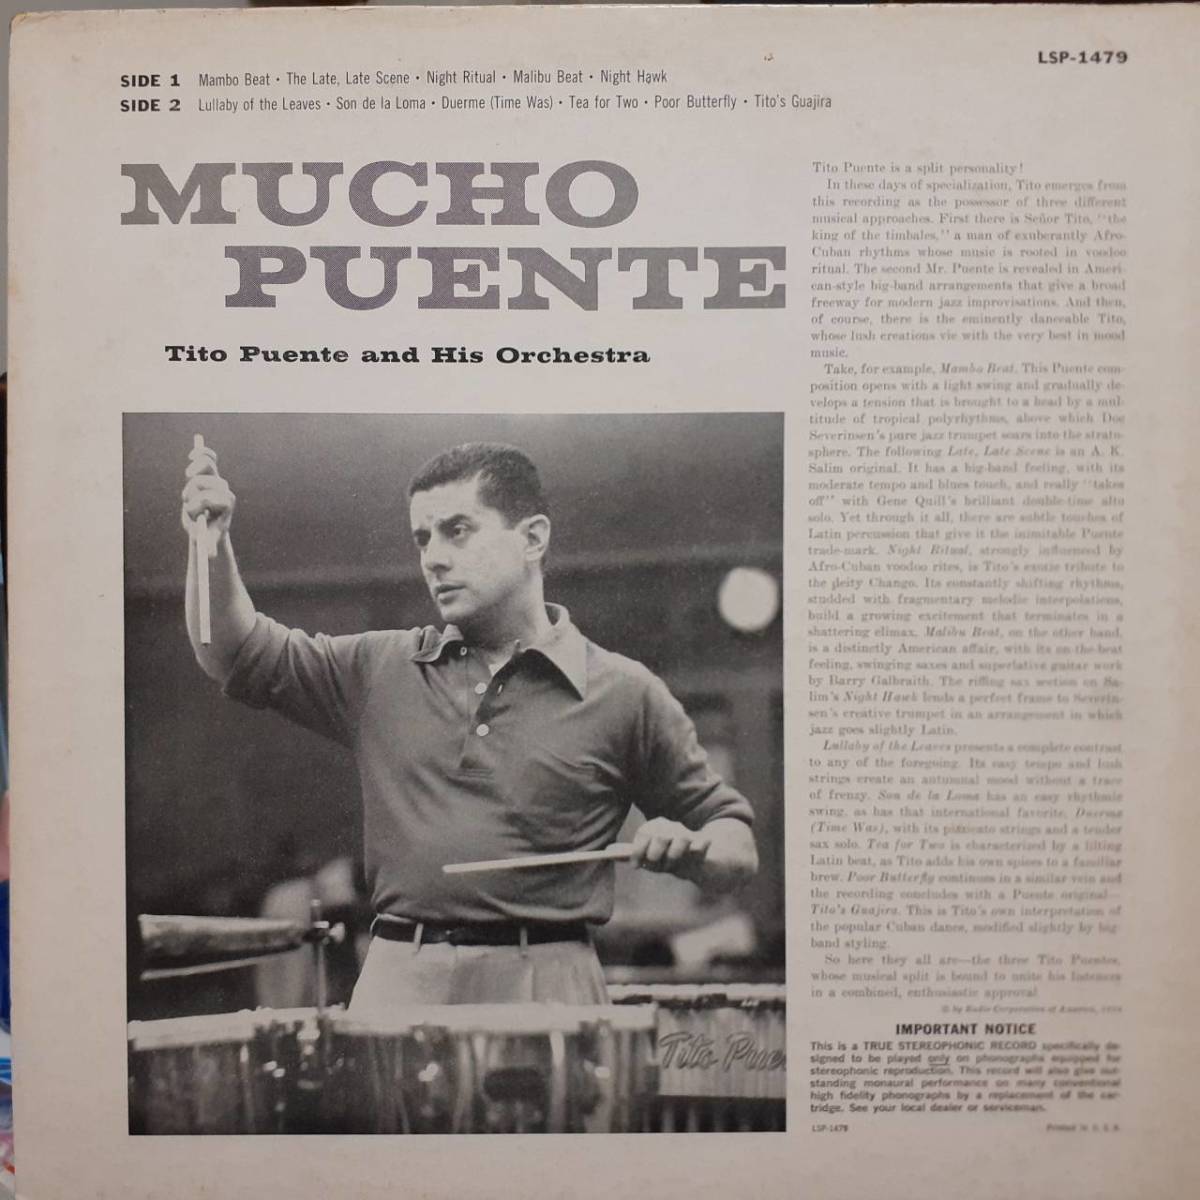 LSP-1479
SIDE 1 Mambo Beat • The Late, Late Scene • Night Ritual • Malibu Beat • Night Hawk
SIDE 2 Lullaby of the Leaves • Son de la Loma • Duerme (Time Was) • Tea for Two • Poor Butterfly • Tito's Guajira
MUCHO
PUENTE
Tito Puente and His Orchestra
Tito Puente is a split personality!
In these days of specialization, Tito emerges from
this recording as the possessor of three different
musical approaches. First there is Señor Tito, "the
king of the timbales," a man of exuberantly Afro-
Cuban rhythms whose music is rooted in voodoo
ritual. The second Mr. Puente is revealed in Ameri-
can-style big-band arrangements that give a broad
freeway for modern jazz improvisations. And then,
of course, there is the eminently danceable Tito,
whose lush creations vie with the very best in mood
music.
Take, for example, Mambo Beat. This Puente com-
position opens with a light swing and gradually de-
velops a tension that is brought to a head by a mul-
titude of tropical polyrhythms, above which Doc
Severinsen's pure jazz trumpet soars into the strato-
sphere. The following Late, Late Scene is an A. K.
Salim original. It has a big-band feeling, with its
moderate tempo and blues touch, and really "takes
off" with Gene Quill's brilliant double-time alto
solo. Yet through it all, there are subtle touches of
Latin percussion that give it the inimitable Puente
trade-mark. Night Ritual, strongly influenced by
Afro-Cuban voodoo rites, is Tito's exotic tribute to
the deity Chango. Its constantly shifting rhythms,
studded with fragmentary melodic interpolations,
build a growing excitement that terminates in a
shattering climax. Malibu Beat, on the other hand,
is a distinctly American affair, with its on-the-beat
feeling, swinging saxes and superlative guitar work
by Barry Galbraith. The riffing sax section on Sa-
lim's Night Hawk lends a perfect frame to Severin-
sen's creative trumpet in an arrangement in which
jazz goes slightly Latin.
Lullaby of the Leaves presents a complete contrast
to any of the foregoing. Its easy tempo and lush
strings create an autumnal mood without a trace
of frenzy. Son de la Loma has an easy rhythmic
swing, as has that international favorite, Duerme
(Time Was), with its pizzicato strings and a tender
sax solo. Tea for Two is characterized by a lilting
Latin beat, as Tito adds his own spices to a familiar
brew. Poor Butterfly continues in a similar vein and
the recording concludes with a Puente original—
Tito's Guajira. This is Tito's own interpretation of
the popular Cuban dance, modified slightly by big-
band styling.
So here they all are—the three Tito Puentes,
whose musical split is bound to unite his listeners
in a combined, enthusiastic approval
© by Radio Corporation of America,
IMPORTANT NOTICE
This is a TRUE STEREOPHONIC RECORD specifically de-
signed to be played only on phonographs equipped for
stereophonic reproduction. This record will also give out-
standing monaural performance on many conventional
high fidelity phonographs by a replacement of the car-
tridge. See your local dealer or serviceman.
LSP-1479
Printed in U. S. A.
Tito Pue